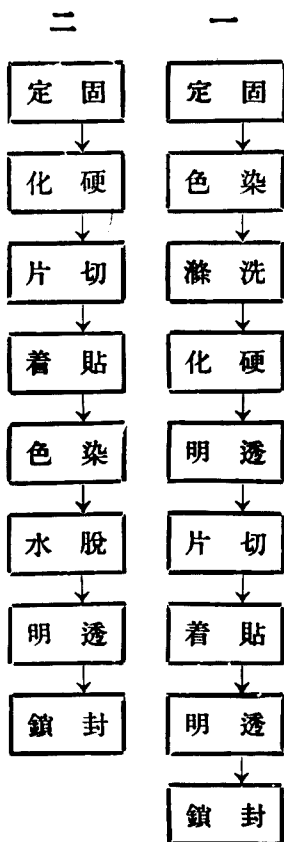 一
固定
染色
洗滌
硬化
透明
切片
貼着
透明
封鎖
二
固定
硬化
切片
貼着
染色
脫水
透明
封鎖